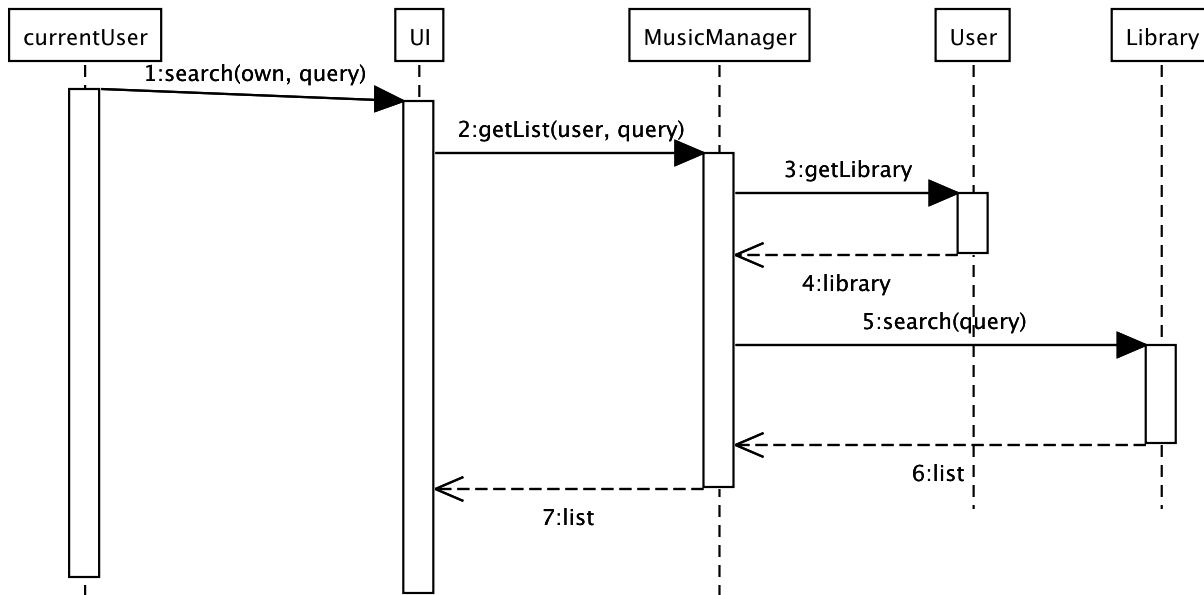 currentUser
UI
MusicManager
User
Library
1:search(own, query)
2:getList(user, query)
3:getLibrary
4:library
5:search(query)
6:list
7:list